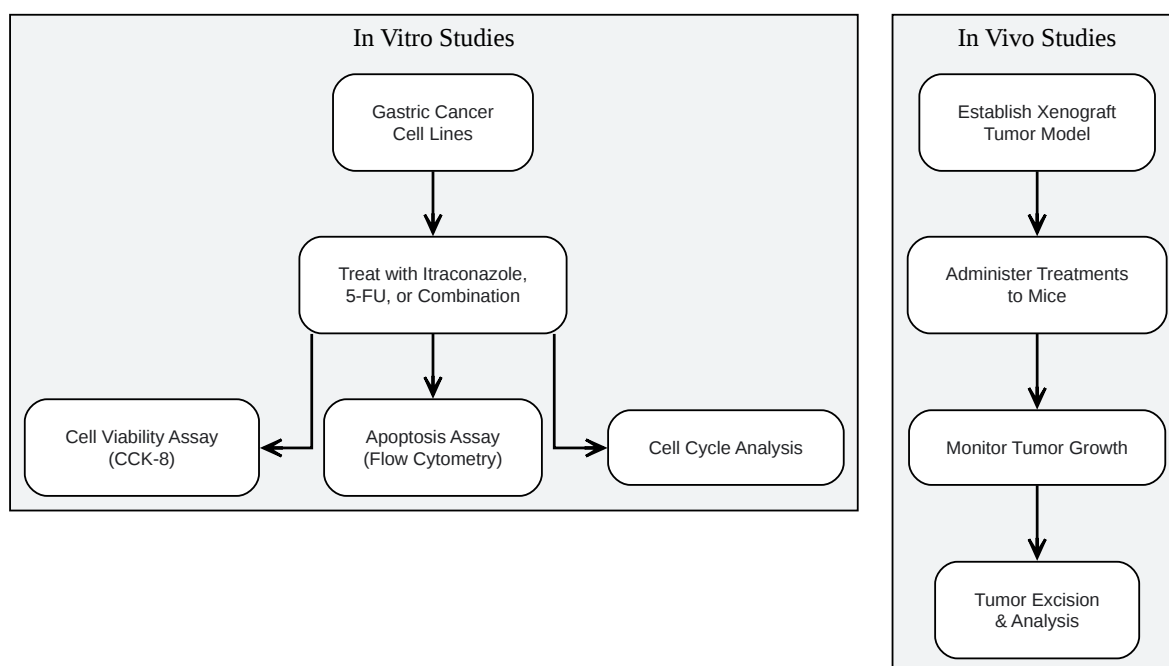 In Vitro Studies
Gastric Cancer
Cell Lines
Treat with Itraconazole,
5-FU, or Combination
Cell Viability Assay
(CCK-8)
Apoptosis Assay
(Flow Cytometry)
Cell Cycle Analysis
In Vivo Studies
Establish Xenograft
Tumor Model
Administer Treatments
to Mice
Monitor Tumor Growth
Tumor Excision
& Analysis